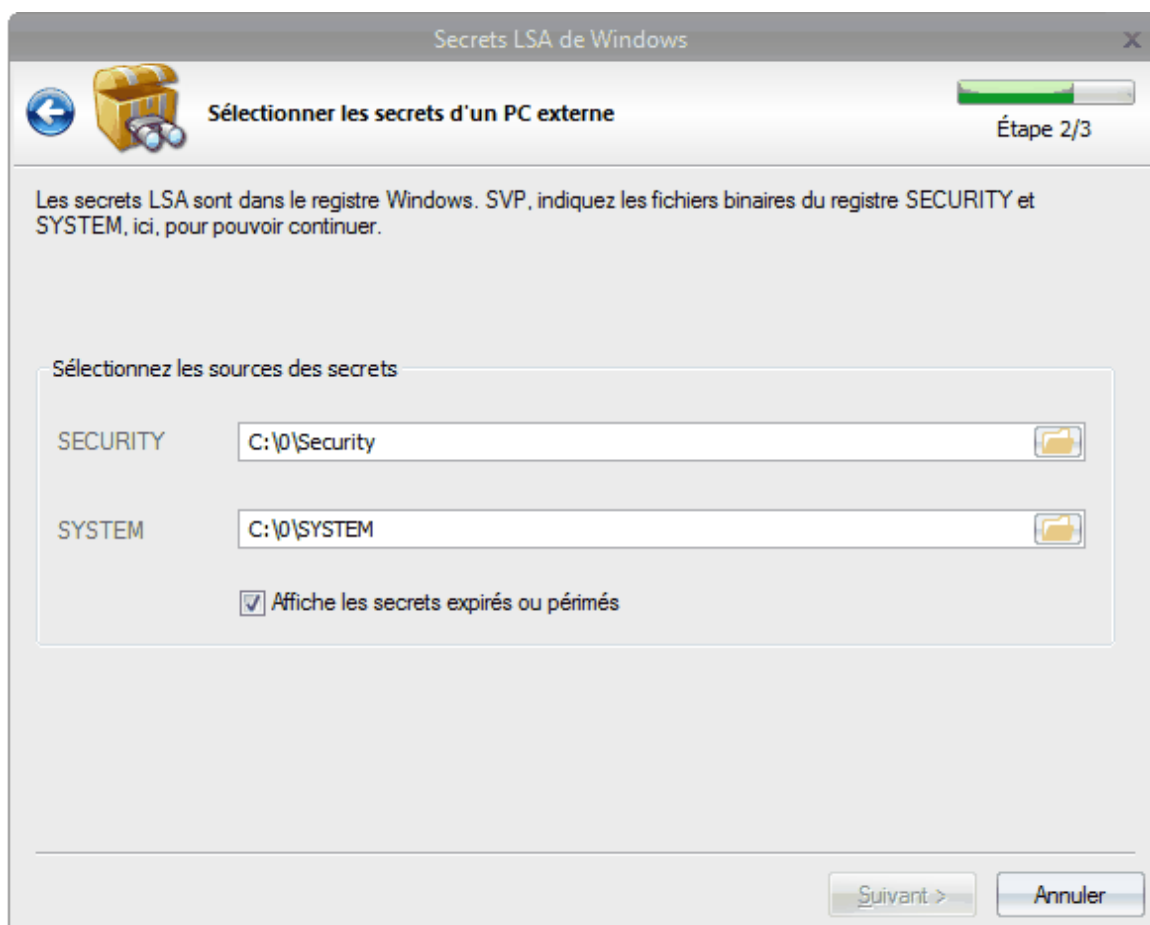 Secrets LSA de Windows
x
Sélectionner les secrets d'un PC externe
Étape 2/3
Les secrets LSA sont dans le registre Windows. SVP, indiquez les fichiers binaires du registre SECURITY et
SYSTEM, ici, pour pouvoir continuer.
Sélectionnez les sources des secrets
SECURITY
C:\0\Security
SYSTEM
C:\0\SYSTEM
Affiche les secrets expirés ou périmés
Suivant >
Annuler